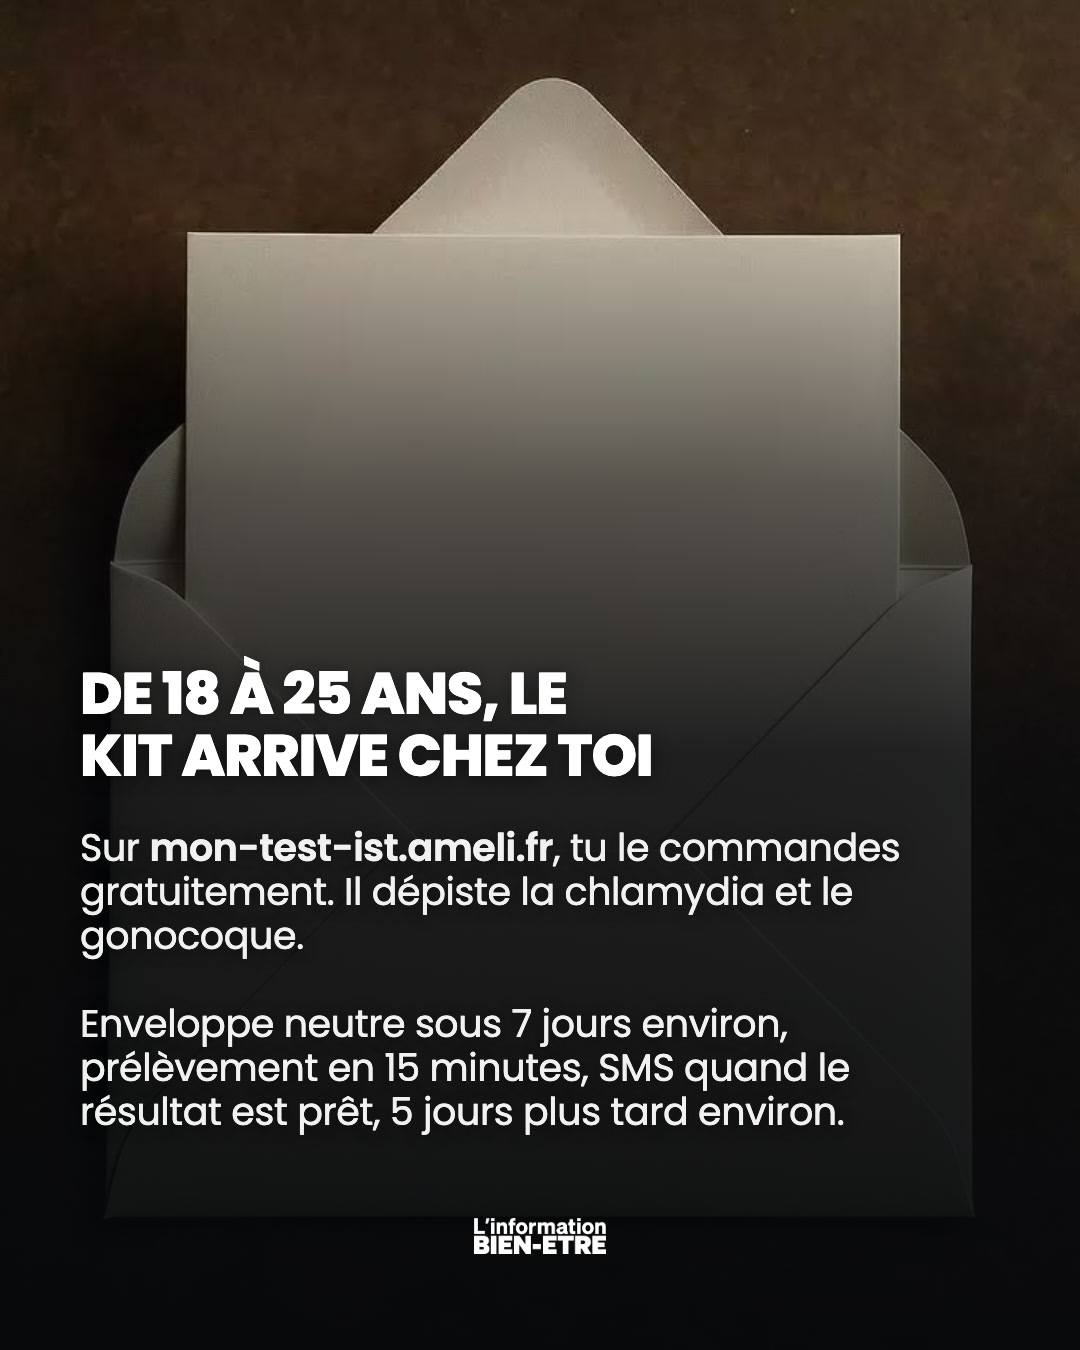 DE 18 À 25 ANS, LE
KIT ARRIVE CHEZ TOI
Sur mon-test-ist.ameli.fr, tu le commandes
gratuitement. Il dépiste la chlamydia et le
gonocoque.
Enveloppe neutre sous 7 jours environ,
prélèvement en 15 minutes, SMS quand le
résultat est prêt, 5 jours plus tard environ.
L'information
BIEN-ETRE